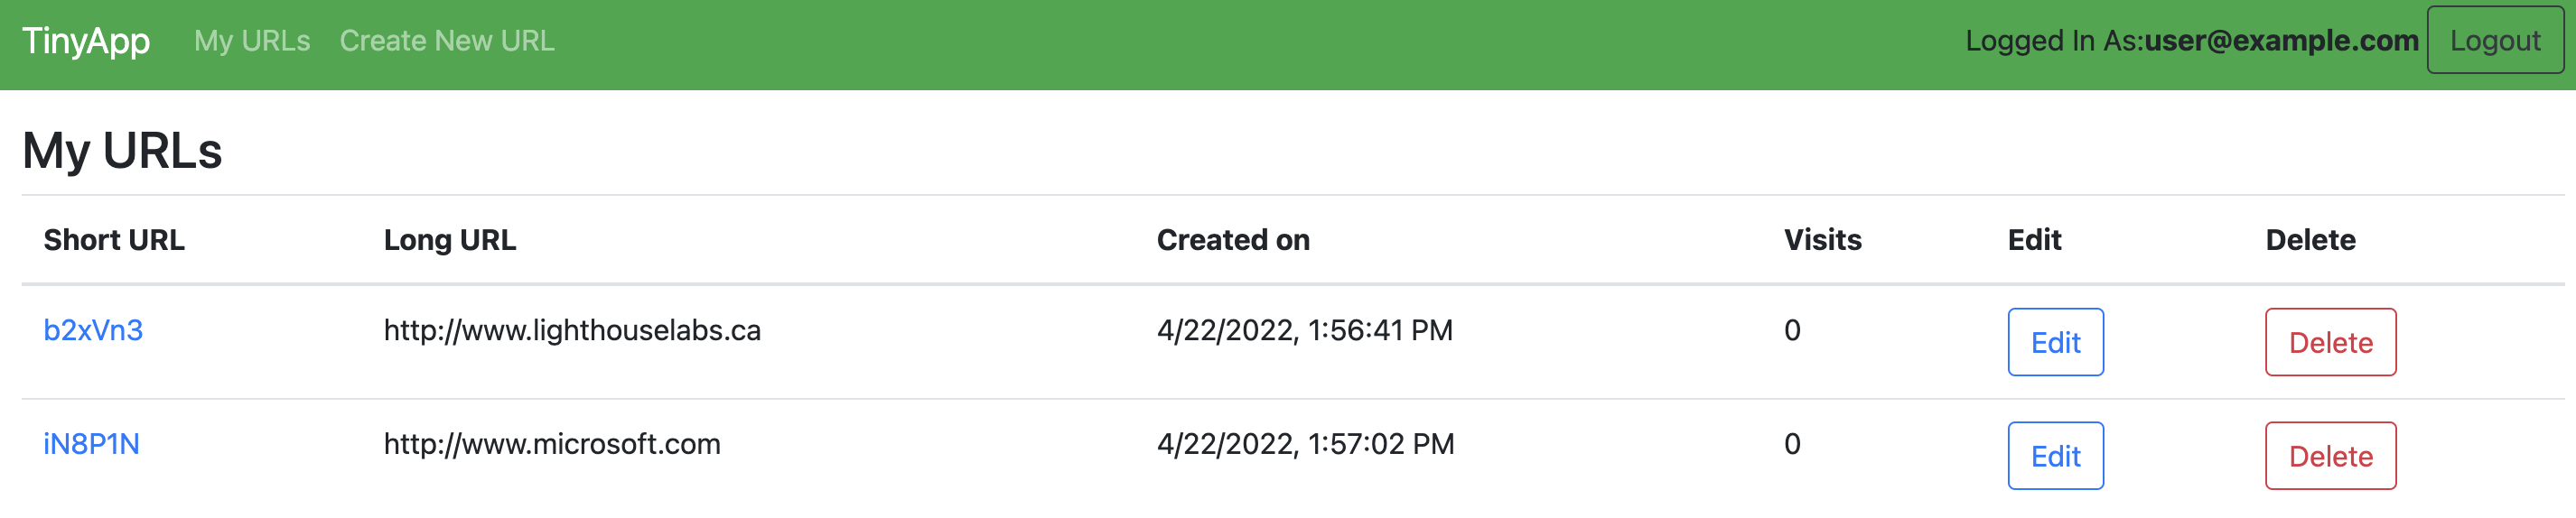 TinyApp My URLs Create New URL Logged In As:user@example.com Logout
My URLs
Short URL Long URL Created on Visits Edit Delete
b2xVn3 http://www.lighthouselabs.ca 4/22/2022, 1:56:41 PM 0 Edit Delete
iN8P1N http://www.microsoft.com 4/22/2022, 1:57:02 PM 0 Edit Delete